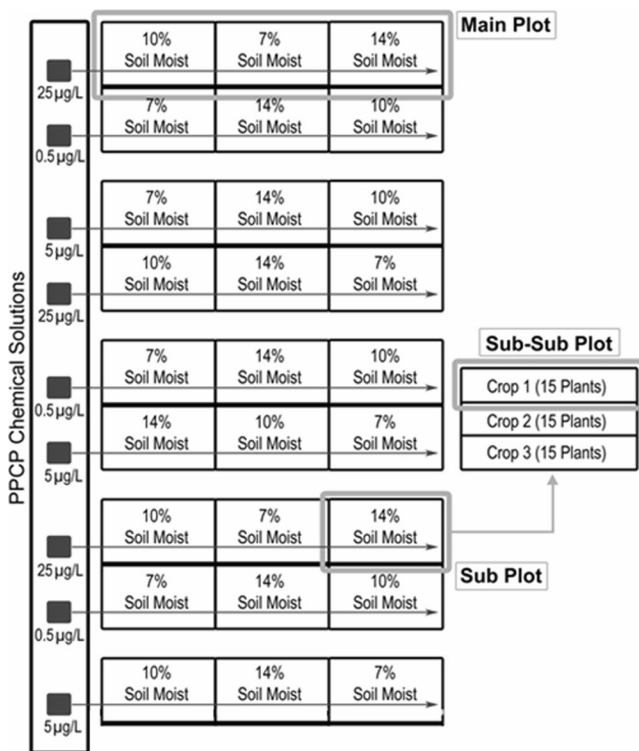 PPCP Chemical Solutions
Main Plot
10% 7% 14%
Soil Moist Soil Moist Soil Moist
25µg/L
7% 14% 10%
Soil Moist Soil Moist Soil Moist
0.5µg/L
7% 14% 10%
Soil Moist Soil Moist Soil Moist
5µg/L
10% 14% 7%
Soil Moist Soil Moist Soil Moist
25µg/L
Sub-Sub Plot
7% 14% 10%
Soil Moist Soil Moist Soil Moist
Crop 1 (15 Plants)
0.5µg/L
14% 10% 7%
Soil Moist Soil Moist Soil Moist
Crop 2 (15 Plants)
Crop 3 (15 Plants)
5µg/L
10% 7% 14%
Soil Moist Soil Moist Soil Moist
25µg/L
Sub Plot
7% 14% 10%
Soil Moist Soil Moist Soil Moist
0.5µg/L
10% 14% 7%
Soil Moist Soil Moist Soil Moist
5µg/L